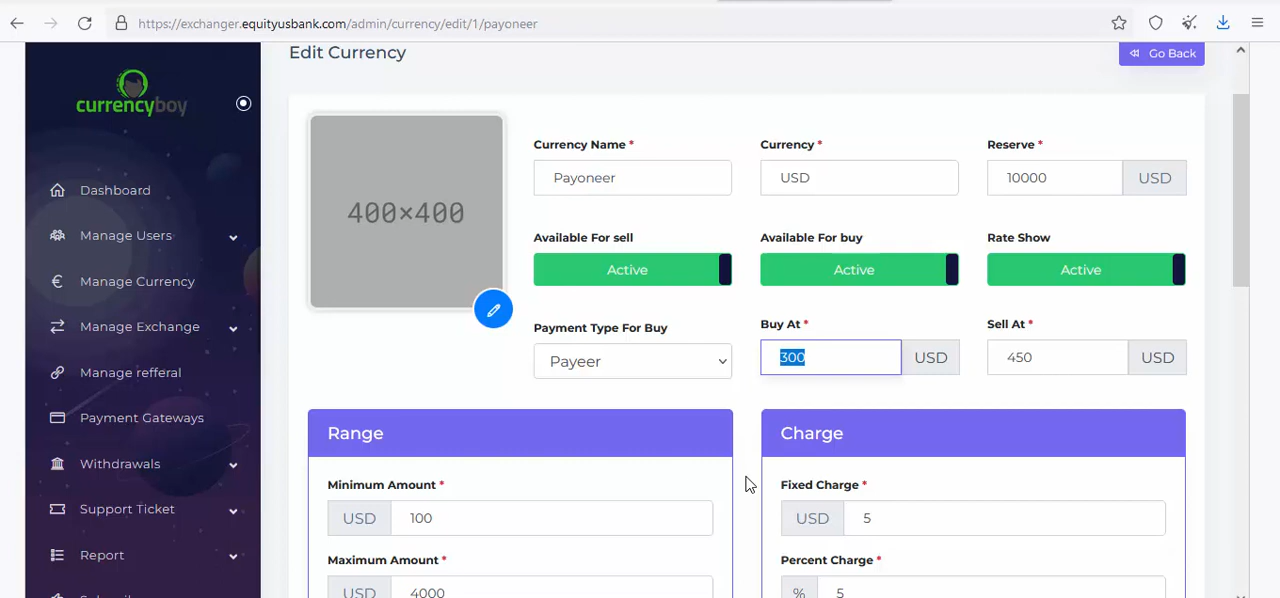 https://exchanger.equityusbank.com/admin/currency/edit/1/payoneer
Edit Currency
Go Back
currencyboy
400×400
Currency Name *
Currency *
Reserve *
Payoneer
USD
10000
USD
Dashboard
Manage Users
Available For sell
Available For buy
Rate Show
Active
Active
Active
Manage Currency
Manage Exchange
Payment Type For Buy
Buy At *
Sell At *
Payeer
300
USD
450
USD
Manage refferal
Payment Gateways
Range
Charge
Withdrawals
Minimum Amount *
Fixed Charge *
Support Ticket
USD
100
USD
5
Report
Maximum Amount *
Percent Charge *
USD
4000
%
5